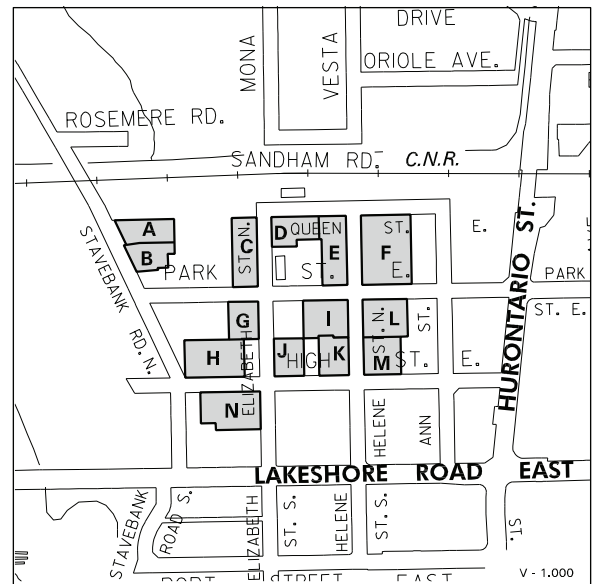 DRIVE
MONA
VESTA
ORIOLE AVE.
ROSEMERE RD.
SANDHAM RD. C.N.R.
STAVEBANK RD. N.
A
B
ST. N.
C
D
QUEEN ST. E.
E
F
PARK ST. E.
PARK ST. E.
HURONTARIO ST.
G
H
I
J
K
L
M
N
ELIZABETH
HIGH ST. E.
ST. N.
HELENE
ANN
ST.
LAKESHORE ROAD EAST
STAVEBANK
ROAD S.
ELIZABETH
ST. S.
HELENE
ST. S.
ST.
PORT STREET EAST
V - 1.000